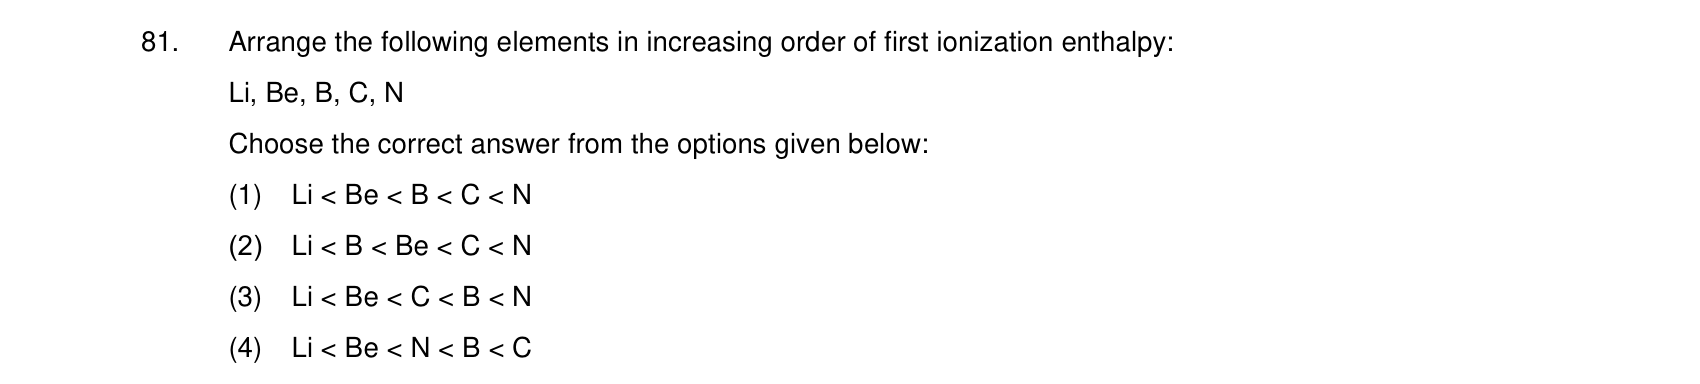 81. Arrange the following elements in increasing order of first ionization enthalpy:
Li, Be, B, C, N
Choose the correct answer from the options given below:
(1) Li < Be < B < C < N
(2) Li < B < Be < C < N
(3) Li < Be < C < B < N
(4) Li < Be < N < B < C